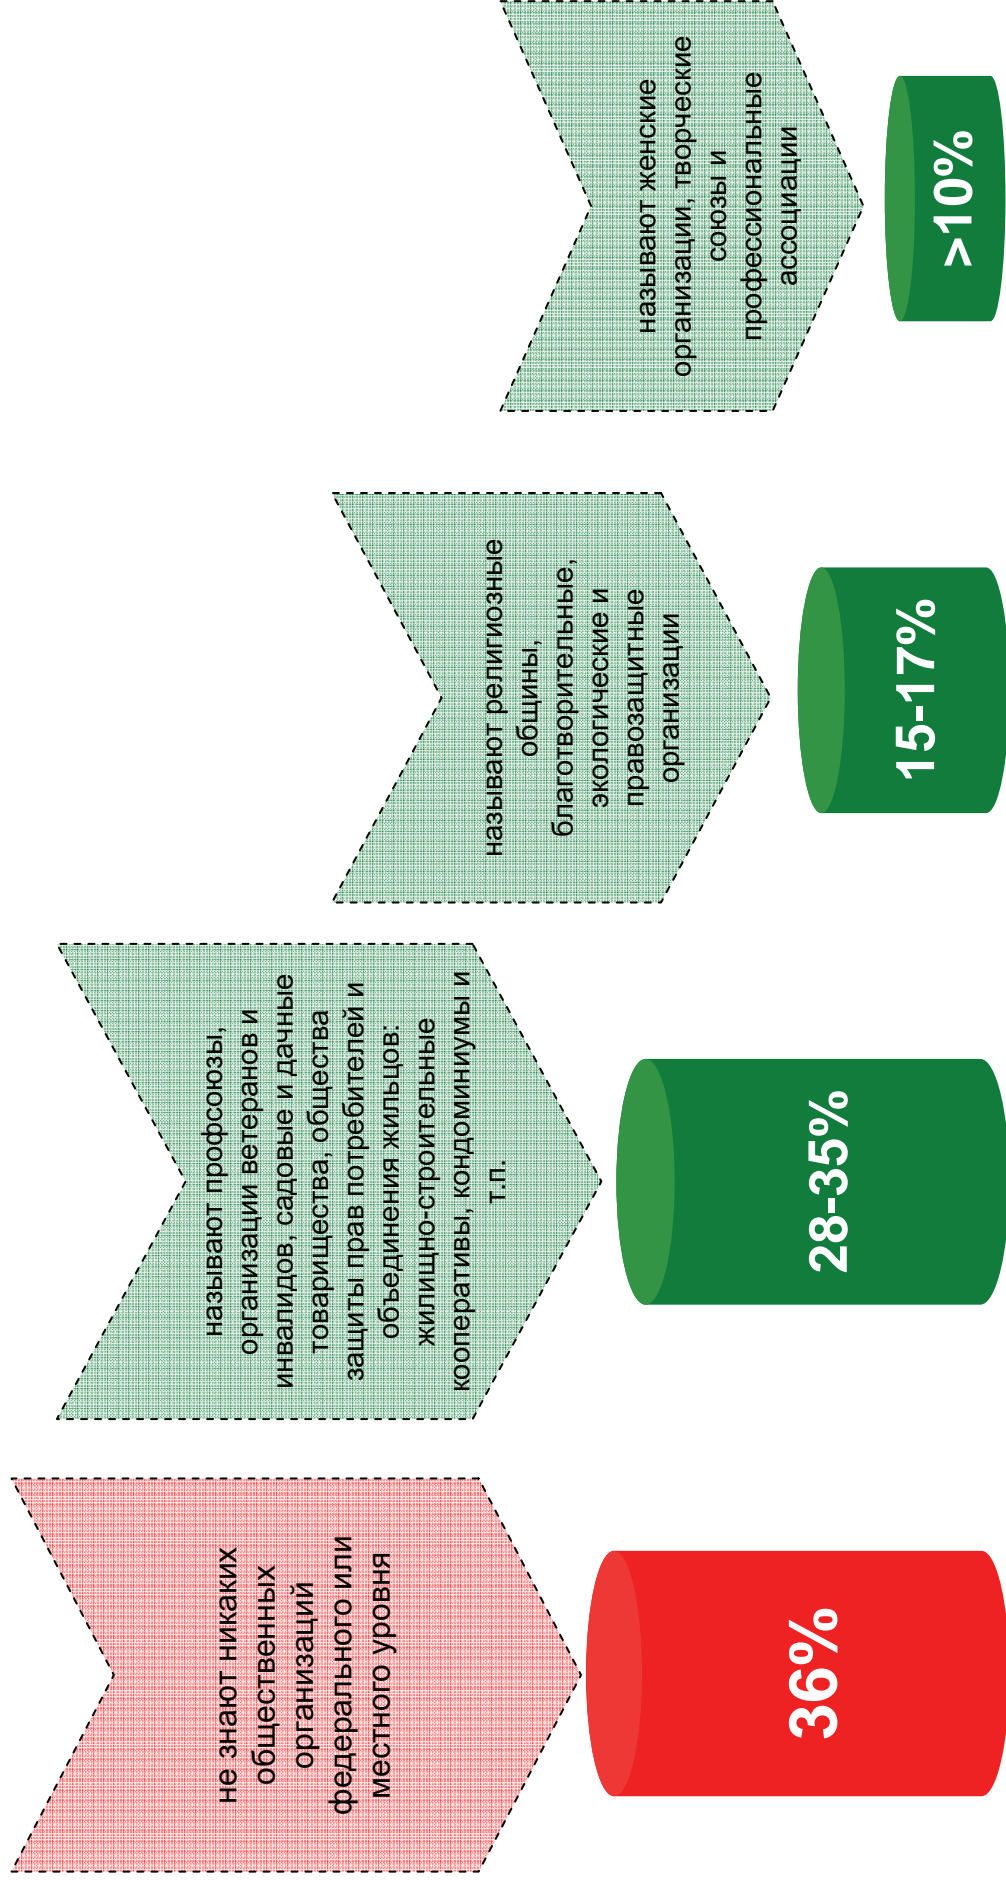 не знают никаких
общественных
организаций
федерального или
местного уровня
36%
называют профсоюзы,
организации ветеранов и
инвалидов, садовые и дачные
товарищества, общества
защиты прав потребителей и
объединения жильцов:
жилищно-строительные
кооперативы, кондоминиумы и
т.п.
28-35%
называют религиозные
общины,
благотворительные,
экологические и
правозащитные
организации
15-17%
называют женские
организации, творческие
союзы и
профессиональные
ассоциации
>10%